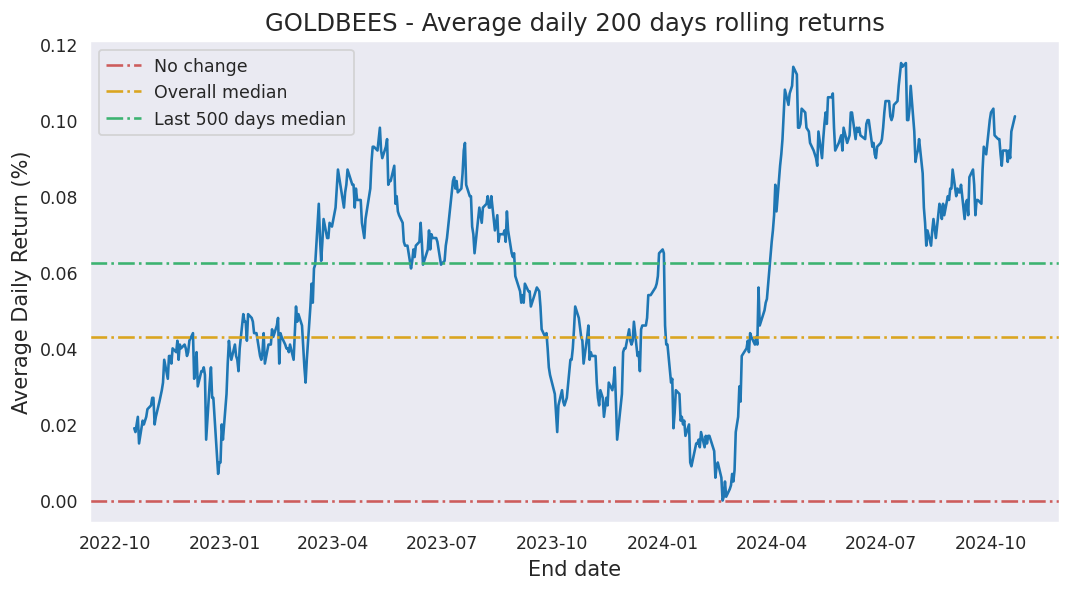 GOLDBEES - Average daily 200 days rolling returns
No change
Overall median
Last 500 days median
Average Daily Return (%)
0.12
0.10
0.08
0.06
0.04
0.02
0.00
2022-10 2023-01 2023-04 2023-07 2023-10 2024-01 2024-04 2024-07 2024-10
End date